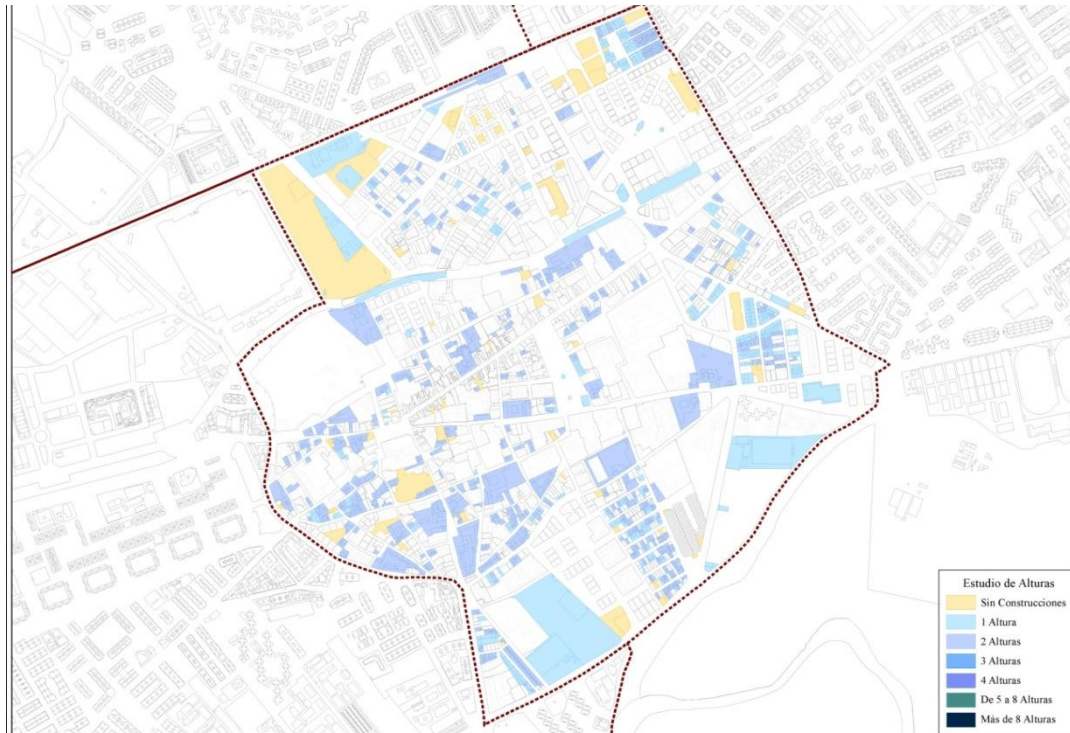 Estudio de Alturas
Sin Construcciones
1 Altura
2 Alturas
3 Alturas
4 Alturas
De 5 a 8 Alturas
Más de 8 Alturas